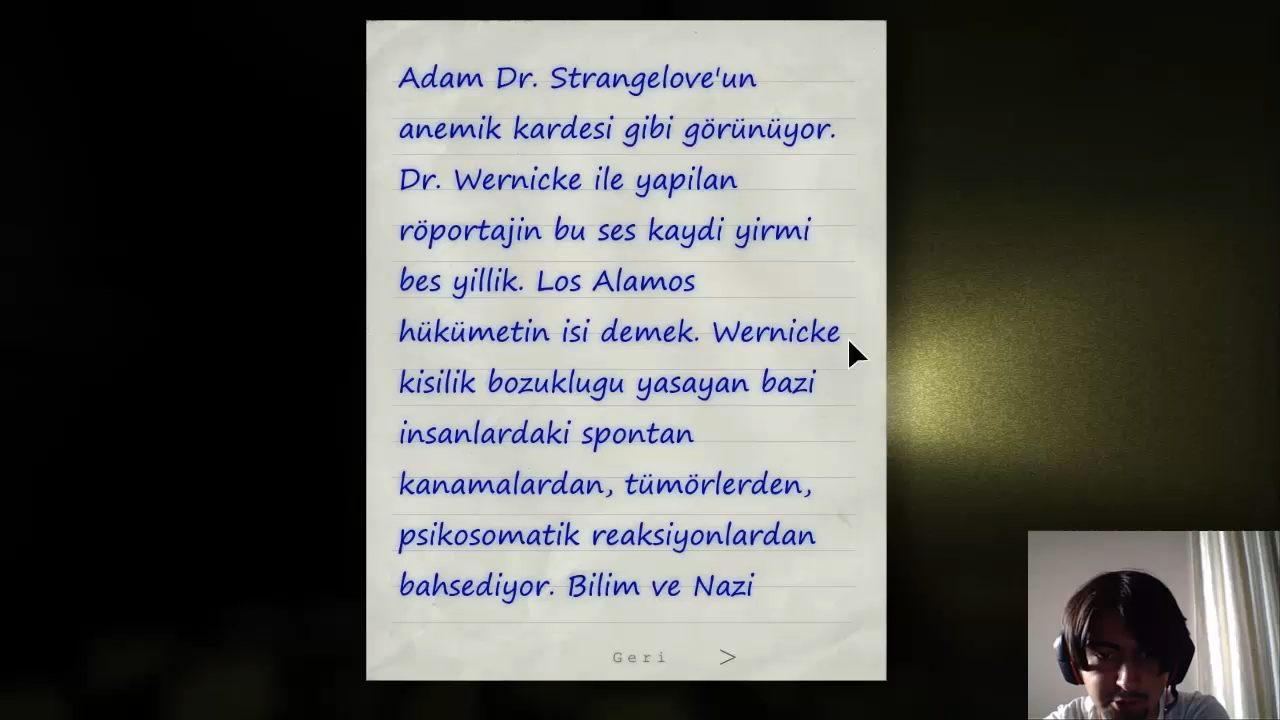 Adam Dr. Strangelove'un
anemik kardesi gibi görünüyor.
Dr. Wernicke ile yapilan
röportajin bu ses kaydi yirmi
bes yillik. Los Alamos
hükümetin isi demek. Wernicke
kisilik bozuklugu yasayan bazi
insanlardaki spontan
kanamalardan, tümörlerden,
psikosomatik reaksiyonlardan
bahsediyor. Bilim ve Nazi
Geri >